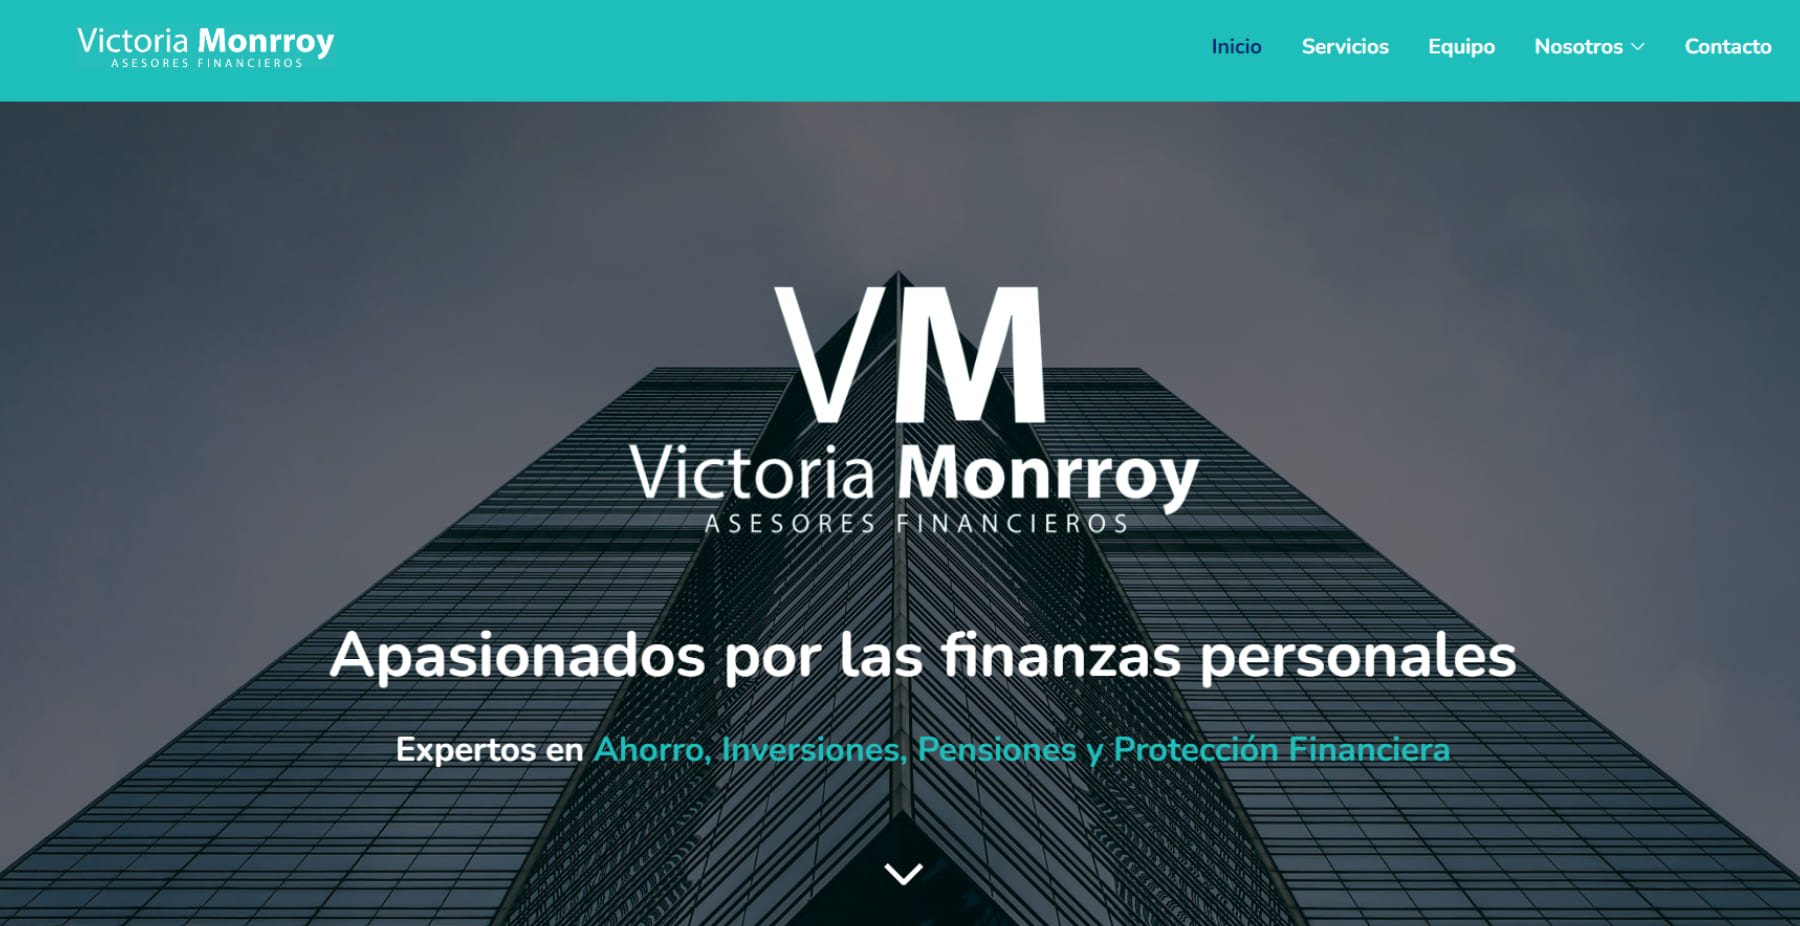 Victoria Monrroy
ASESORES FINANCIEROS
Inicio
Servicios
Equipo
Nosotros
Contacto
VM
Victoria Monrroy
ASESORES FINANCIEROS
Apasionados por las finanzas personales
Expertos en Ahorro, Inversiones, Pensiones y Protección Financiera